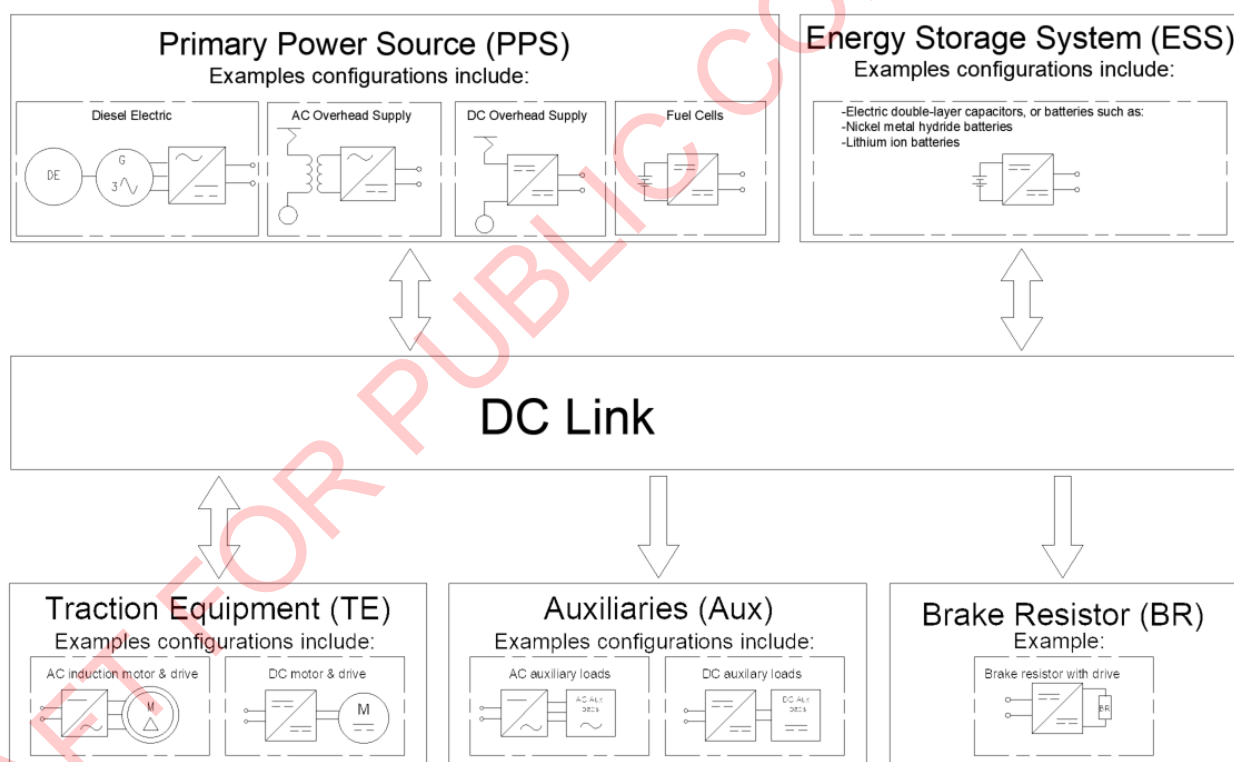 Primary Power Source (PPS)
Examples configurations include:
Diesel Electric
DE
G
3
AC Overhead Supply
DC Overhead Supply
Fuel Cells
Energy Storage System (ESS)
Examples configurations include:
-Electric double-layer capacitors, or batteries such as:
-Nickel metal hydride batteries
-Lithium ion batteries
DC Link
Traction Equipment (TE)
Examples configurations include:
AC induction motor & drive
M
DC motor & drive
M
Auxiliaries (Aux)
Examples configurations include:
AC auxiliary loads
AC Aux
DC auxilary loads
DC Aux
Brake Resistor (BR)
Example:
Brake resistor with drive
BR
FT FOR PUBLIC CO